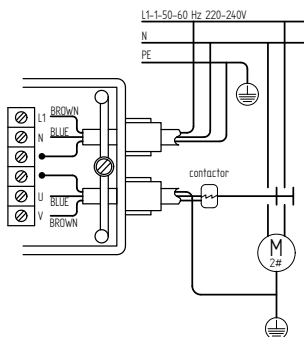 L1-1-50-60 Hz 220-240V
N
PE
L1
BROWN
N
BLUE
U
BLUE
V
BROWN
contactor
M
2#